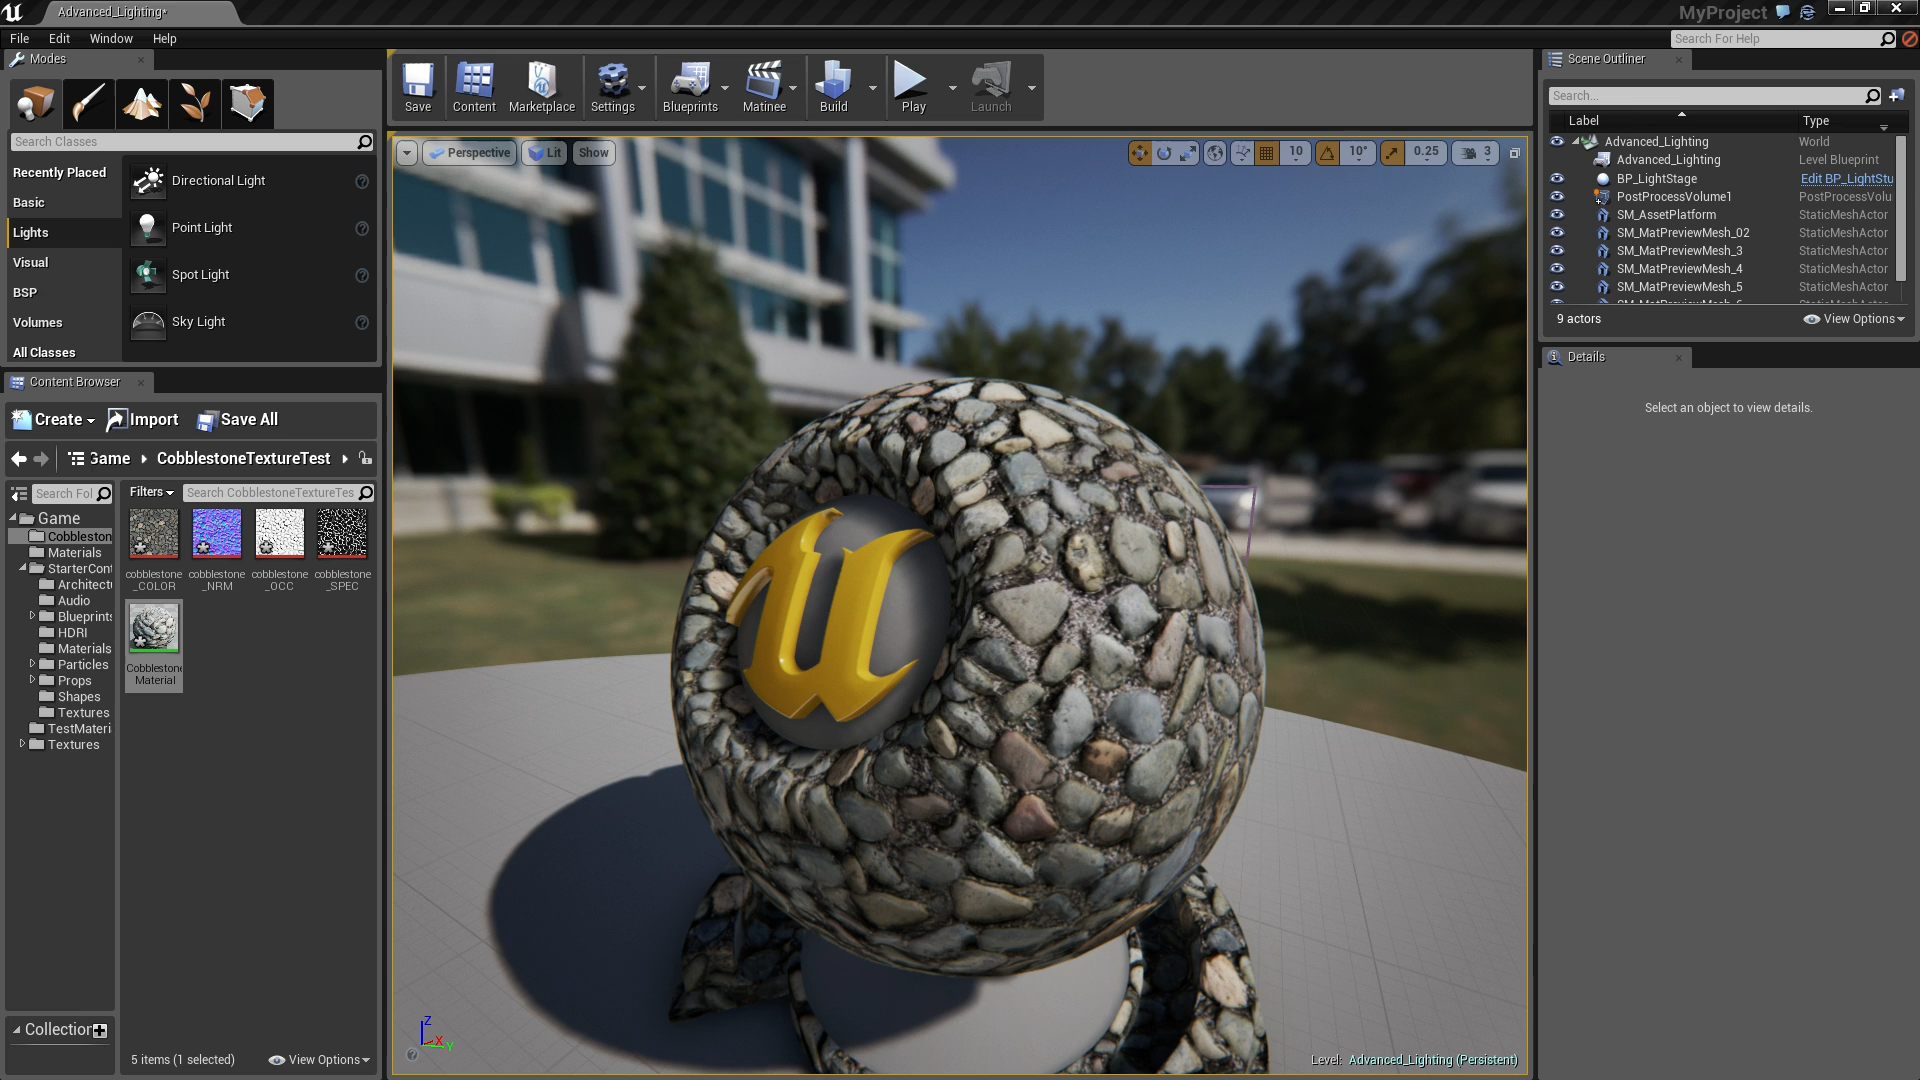 Advanced_Lighting*
MyProject
File Edit Window Help
Search For Help
Modes
Search Classes
Recently Placed
Basic
Lights
Visual
BSP
Volumes
All Classes
Directional Light
Point Light
Spot Light
Sky Light
Content Browser
Create Import Save All
Game CobblestoneTextureTest
Search Fol
Filters
Search CobblestoneTextureTes
Game
Cobbleston
Materials
StarterCont
Architectu
Audio
Blueprints
HDRI
Materials
Particles
Props
Shapes
Textures
TestMateri
Textures
Collection
cobblestone
_COLOR
cobblestone
_NRM
cobblestone
_OCC
cobblestone
_SPEC
Cobblestone
Material
5 items (1 selected)
View Options
Save Content Marketplace Settings Blueprints Matinee Build Play Launch
Perspective Lit Show
10 10° 0.25 3
Z
X
Y
Level: Advanced_Lighting (Persistent)
Scene Outliner
Search...
Label Type
Advanced_Lighting World
Advanced_Lighting Level Blueprint
BP_LightStage Edit BP_LightStu
PostProcessVolume1 PostProcessVolu
SM_AssetPlatform StaticMeshActor
SM_MatPreviewMesh_02 StaticMeshActor
SM_MatPreviewMesh_3 StaticMeshActor
SM_MatPreviewMesh_4 StaticMeshActor
SM_MatPreviewMesh_5 StaticMeshActor
9 actors
View Options
Details
Select an object to view details.